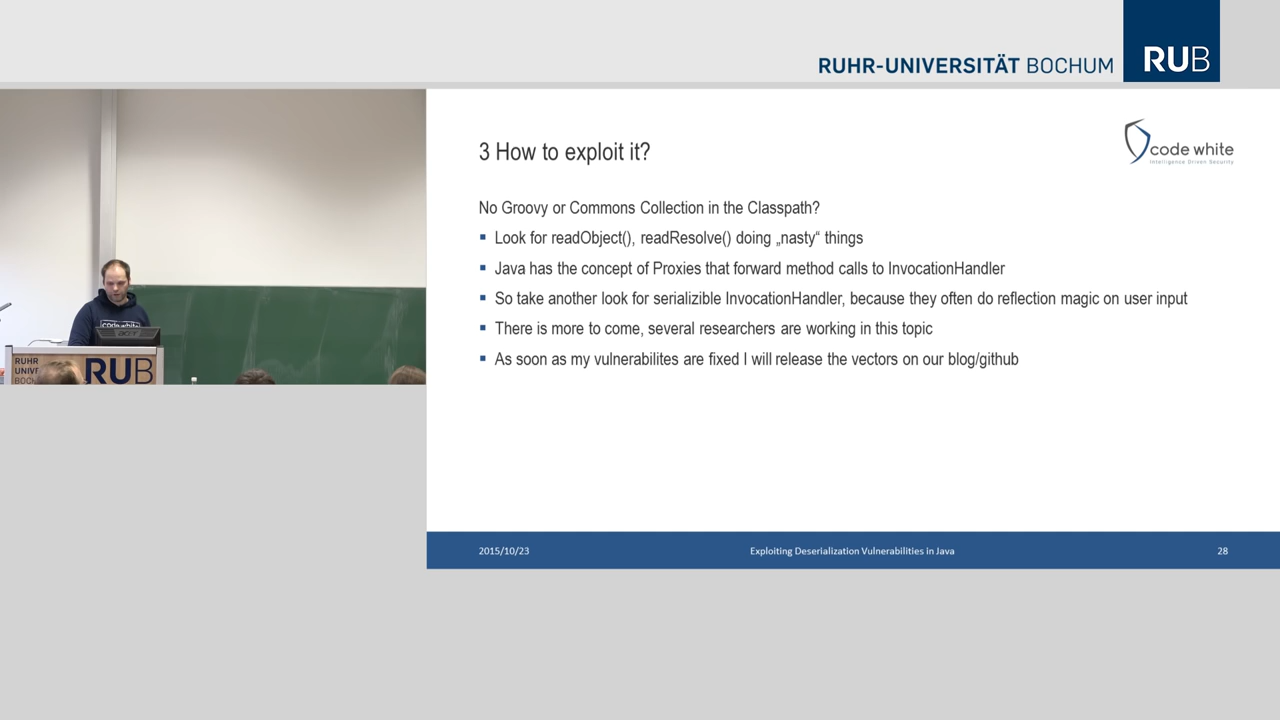 RUHR-UNIVERSITÄT BOCHUM
RUB
code white
Intelligence Driven Security
3 How to exploit it?
No Groovy or Commons Collection in the Classpath?
Look for readObject(), readResolve() doing „nasty“ things
Java has the concept of Proxies that forward method calls to InvocationHandler
So take another look for serializible InvocationHandler, because they often do reflection magic on user input
There is more to come, several researchers are working in this topic
As soon as my vulnerabilites are fixed I will release the vectors on our blog/github
code white
RUHR
RUB
2015/10/23
Exploiting Deserialization Vulnerabilities in Java
28